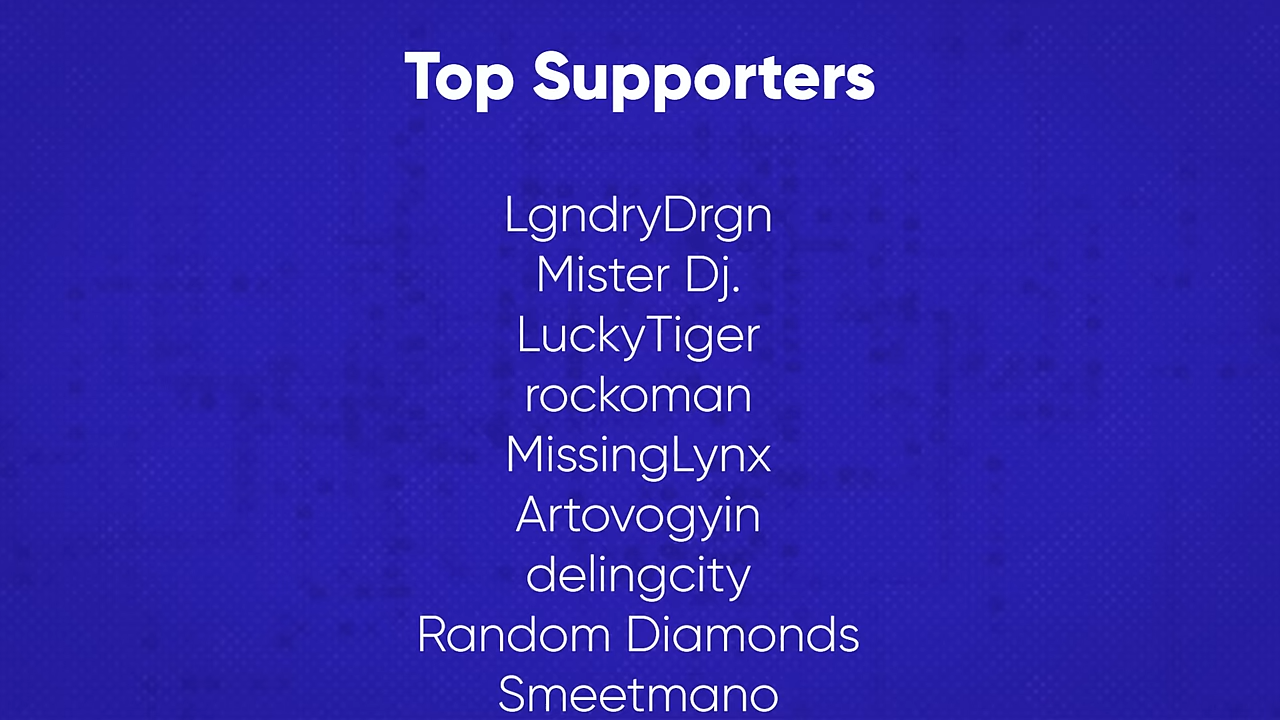 Top Supporters
LgndryDrgn
Mister Dj.
LuckyTiger
rockoman
MissingLynx
Artovogyin
delingcity
Random Diamonds
Smeetmano